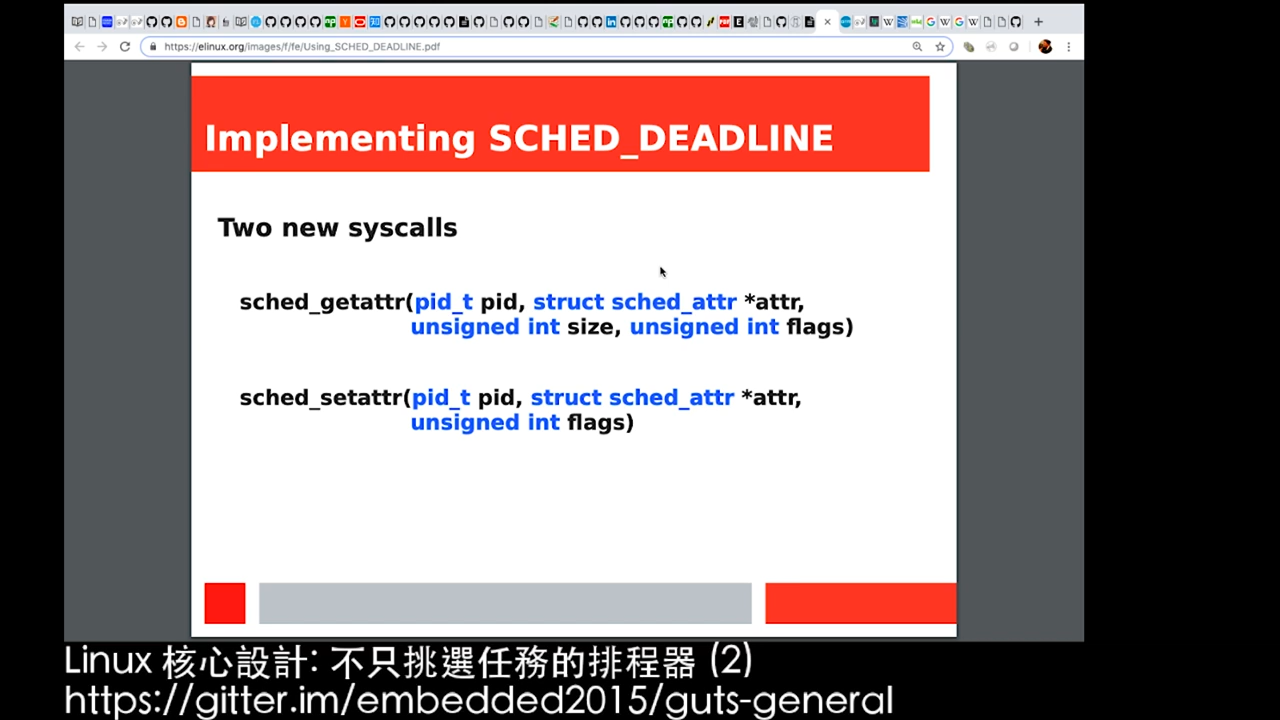 https://elinux.org/images/f/fe/Using_SCHED_DEADLINE.pdf
Implementing SCHED_DEADLINE
Two new syscalls
sched_getattr(pid_t pid, struct sched_attr *attr,
unsigned int size, unsigned int flags)
sched_setattr(pid_t pid, struct sched_attr *attr,
unsigned int flags)
Linux 核心設計: 不只挑選任務的排程器 (2)
https://gitter.im/embedded2015/guts-general